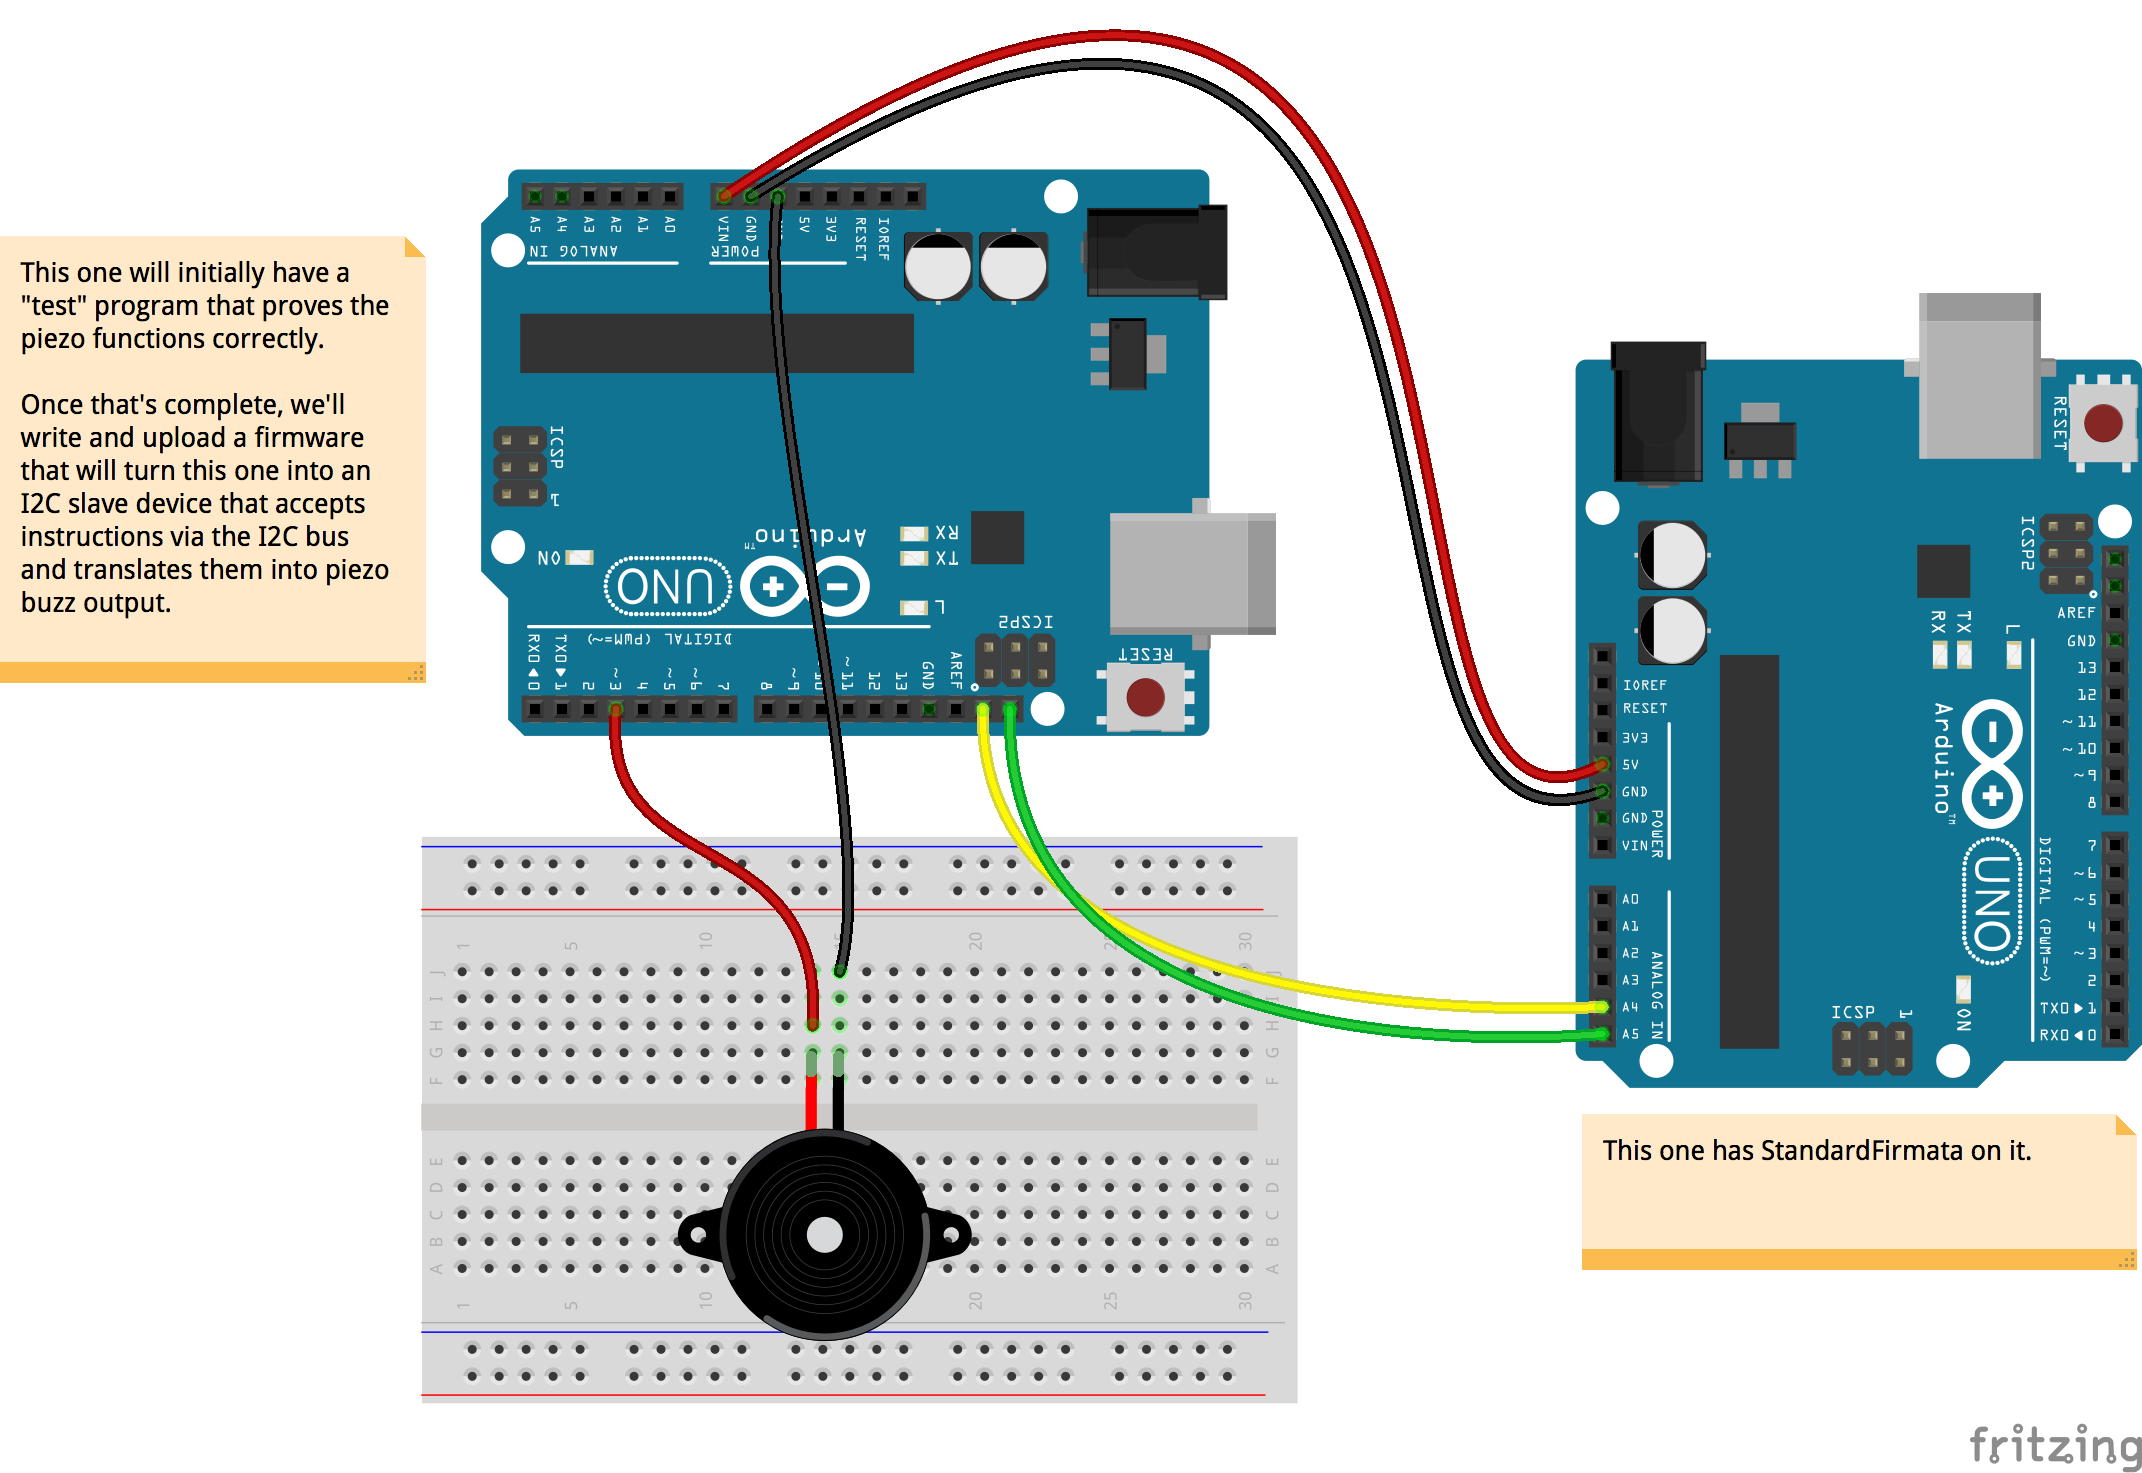 This one will initially have a
"test" program that proves the
piezo functions correctly.
Once that's complete, we'll
write and upload a firmware
that will turn this one into an
I2C slave device that accepts
instructions via the I2C bus
and translates them into piezo
buzz output.
A5 A4 A3 A2 A1 A0
ANALOG IN
VIN GND 5V 3V3 RESET IOREF
POWER
ICSP
1
ON
UNO
Arduino™
RX
TX
L
ICSP2
RESET
DIGITAL (PWM=~)
RX0◄0 TX0►1 2 ~3 4 ~5 ~6 7 8 ~9 10 ~11 12 13 GND AREF
RESET
ICSP2
RX TX L
Arduino™
UNO
IOREF
RESET
3V3
5V
GND
GND
VIN
POWER
A0
A1
A2
A3
A4
A5
ANALOG IN
AREF
GND
13
12
~11
~10
~9
8
7
~6
~5
4
~3
2
TX0►1
RX0◄0
DIGITAL (PWM=~)
ICSP 1
ON
1 5 10 15 20 25 30
J J
I I
H H
G G
F F
E E
D D
C C
B B
A A
1 5 10 20 25 30
This one has StandardFirmata on it.
fritzing